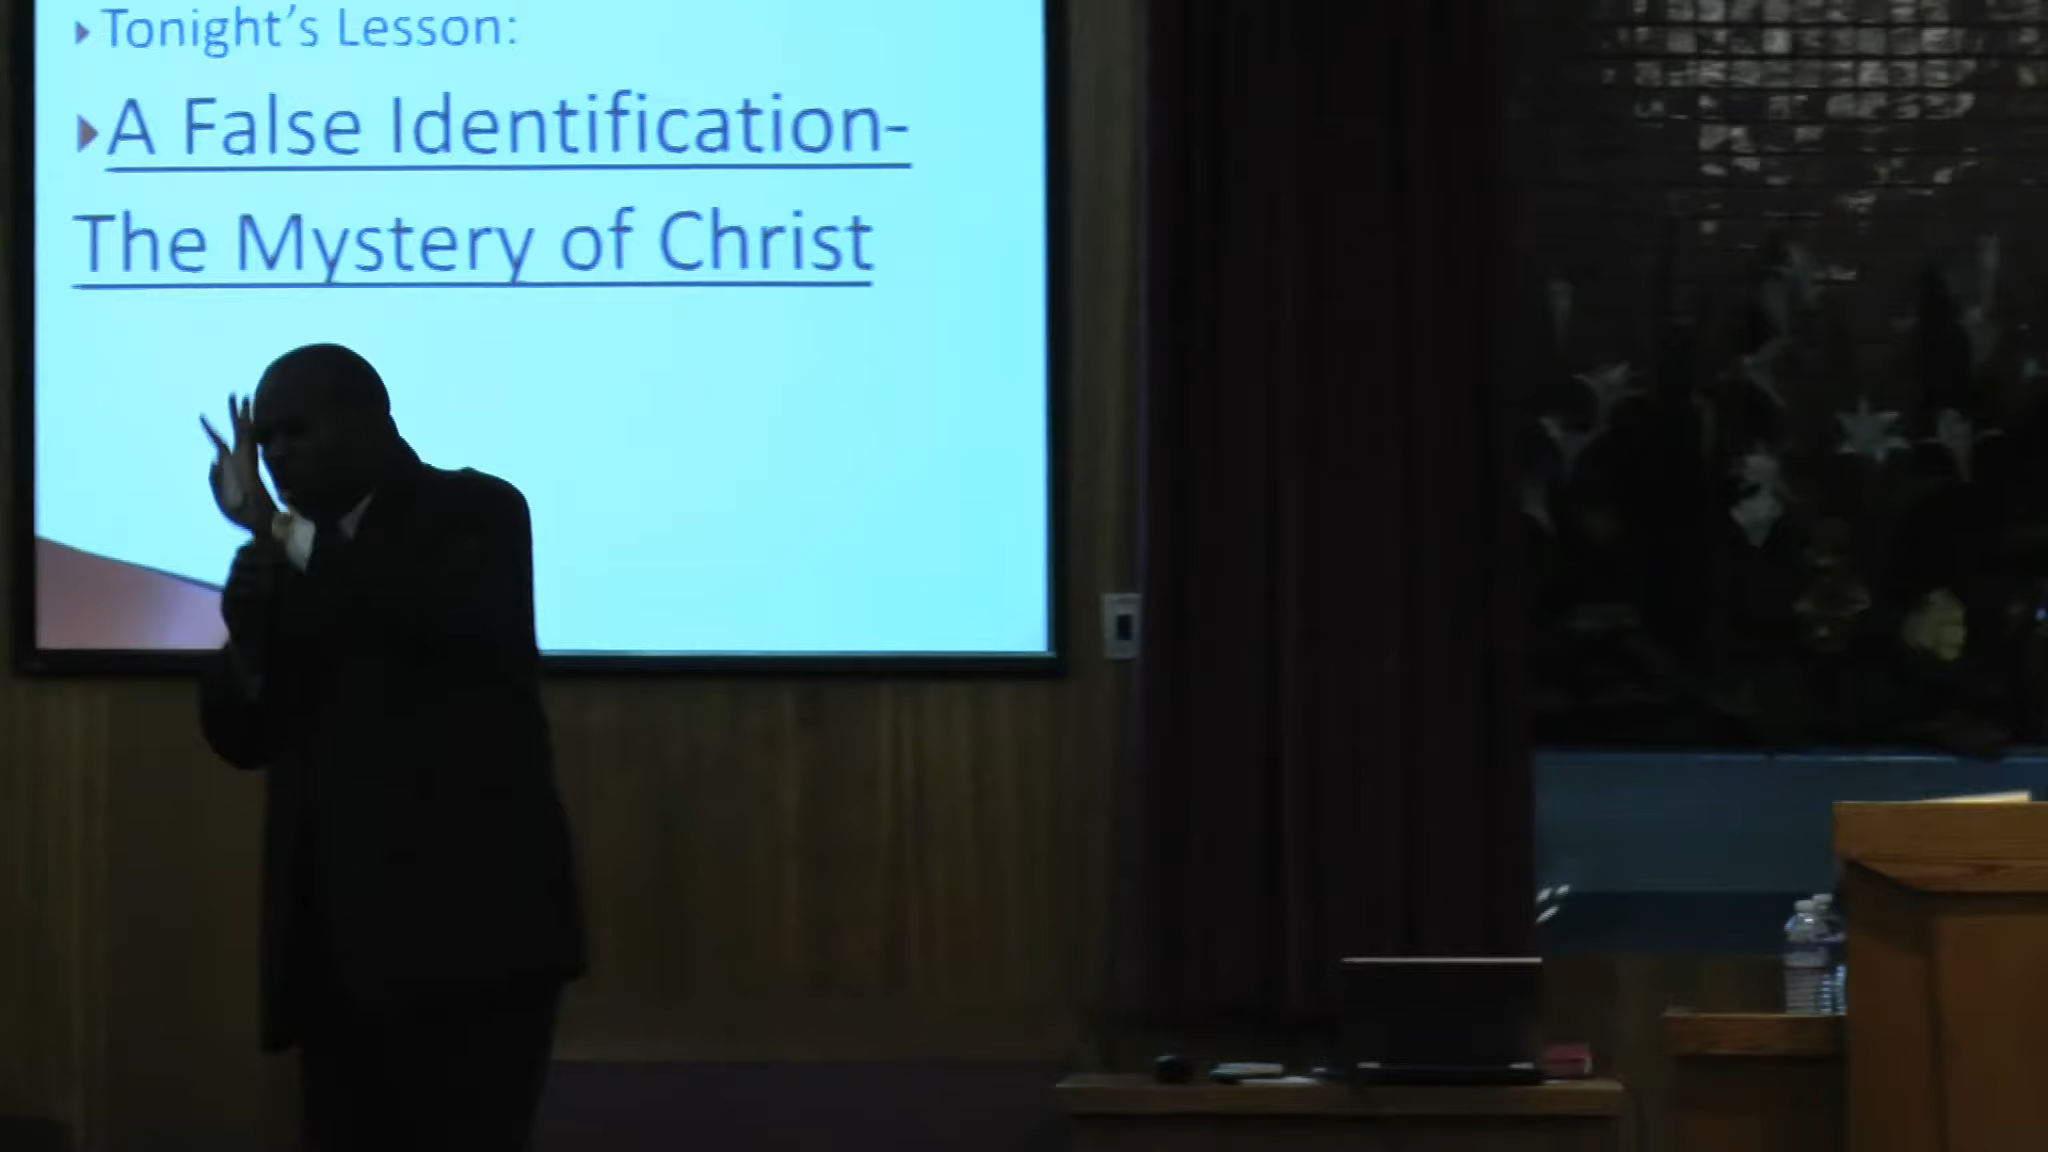 Tonight's Lesson:
A False Identification-
The Mystery of Christ